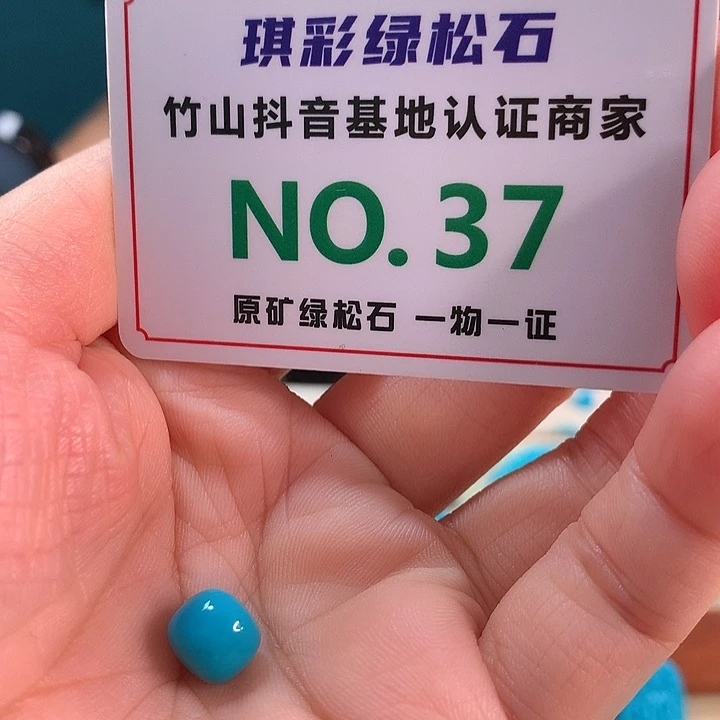 琪彩绿松石
竹山抖音基地认证商家
NO. 37
原矿绿松石 一物一证